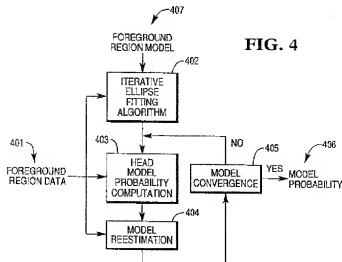 407
FOREGROUND
REGION MODEL
FIG. 4
402
ITERATIVE
ELLIPSE
FITTING
ALGORITHM
401
FOREGROUND
REGION DATA
403
HEAD
MODEL
PROBABILITY
COMPUTATION
NO
405
MODEL
CONVERGENCE
YES
406
MODEL
PROBABILITY
404
MODEL
REESTIMATION